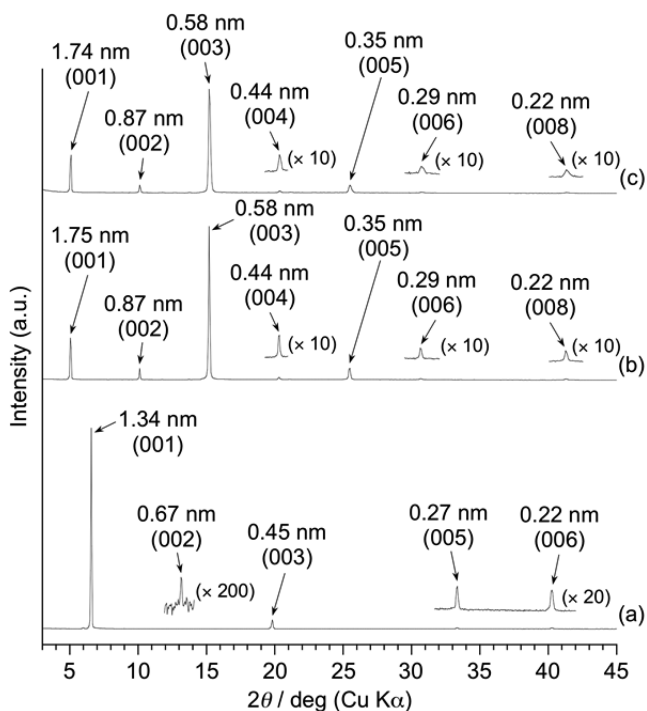 1.74 nm
(001)
0.87 nm
(002)
0.58 nm
(003)
0.44 nm
(004)
(× 10)
0.35 nm
(005)
0.29 nm
(006)
(× 10)
0.22 nm
(008)
(× 10)
(c)
1.75 nm
(001)
0.87 nm
(002)
0.58 nm
(003)
0.44 nm
(004)
(× 10)
0.35 nm
(005)
0.29 nm
(006)
(× 10)
0.22 nm
(008)
(× 10)
(b)
1.34 nm
(001)
0.67 nm
(002)
(× 200)
0.45 nm
(003)
0.27 nm
(005)
0.22 nm
(006)
(× 20)
(a)
Intensity (a.u.)
5 10 15 20 25 30 35 40 45
2θ / deg (Cu Kα)